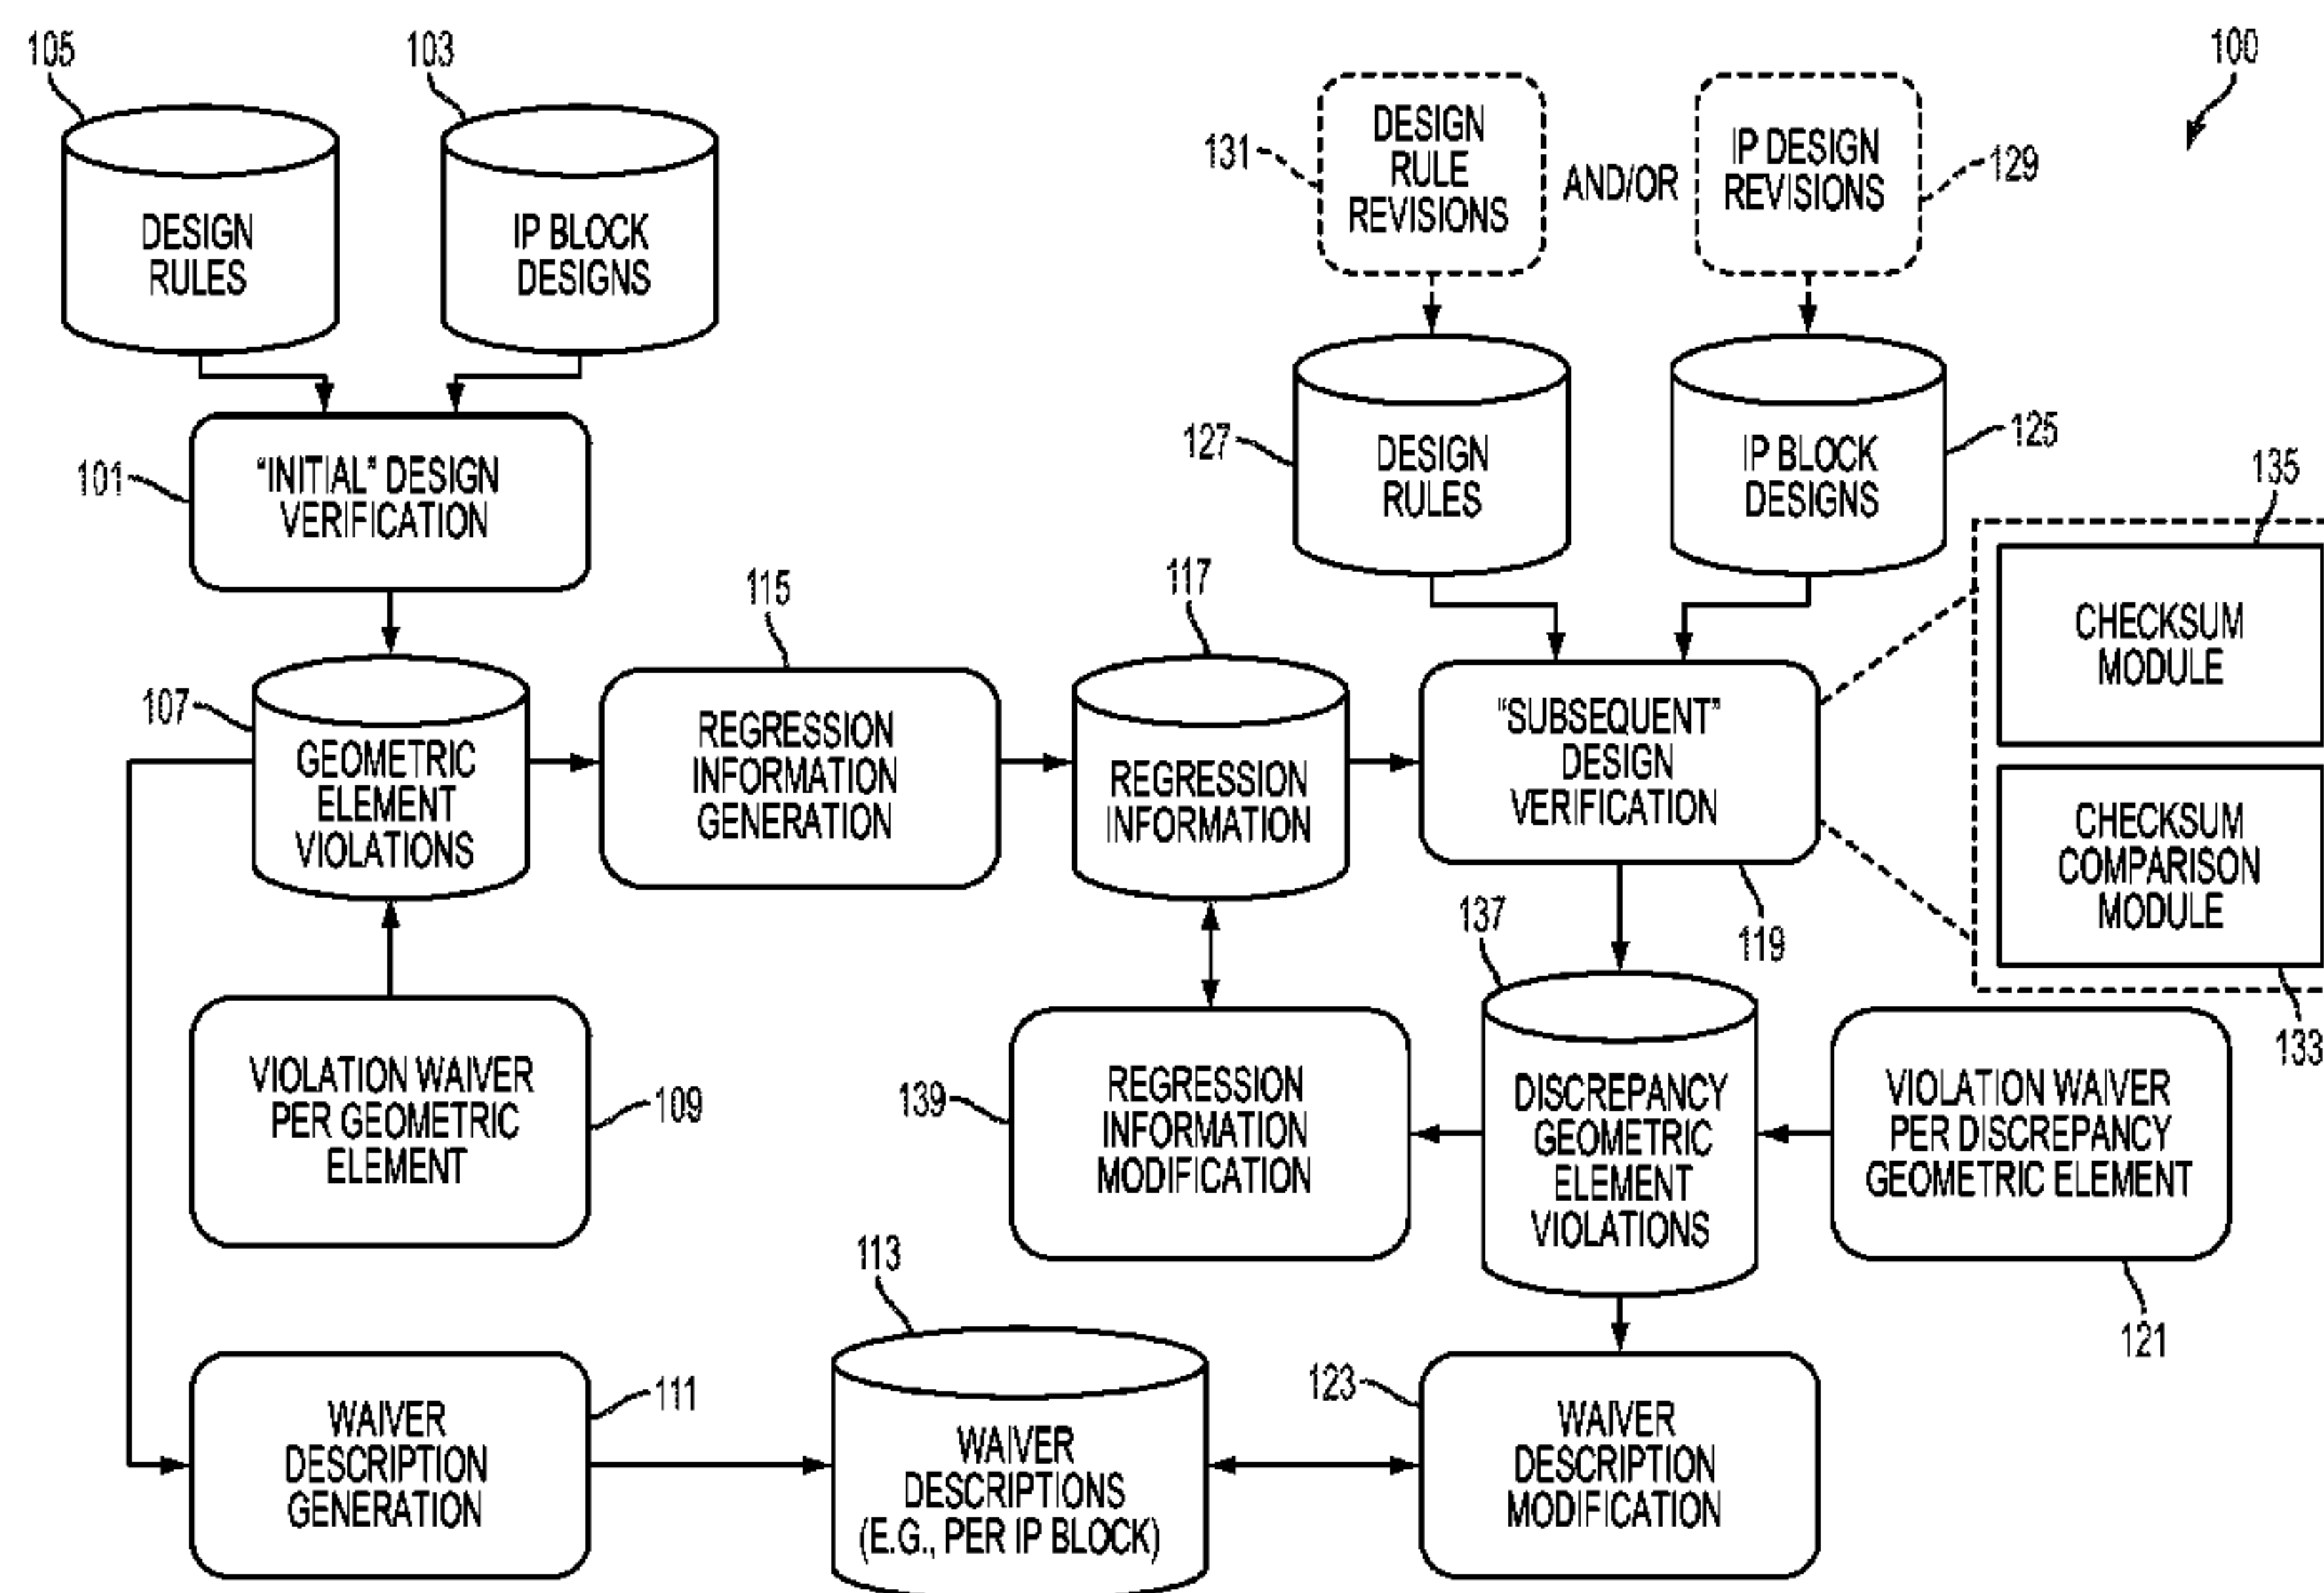 105
103
100
DESIGN
RULES
IP BLOCK
DESIGNS
131
DESIGN
RULE
REVISIONS
AND/OR
IP DESIGN
REVISIONS
129
101
"INITIAL" DESIGN
VERIFICATION
127
DESIGN
RULES
IP BLOCK
DESIGNS
125
135
CHECKSUM
MODULE
CHECKSUM
COMPARISON
MODULE
133
107
GEOMETRIC
ELEMENT
VIOLATIONS
115
REGRESSION
INFORMATION
GENERATION
117
REGRESSION
INFORMATION
"SUBSEQUENT"
DESIGN
VERIFICATION
119
VIOLATION WAIVER
PER GEOMETRIC
ELEMENT
109
139
REGRESSION
INFORMATION
MODIFICATION
137
DISCREPANCY
GEOMETRIC
ELEMENT
VIOLATIONS
VIOLATION WAIVER
PER DISCREPANCY
GEOMETRIC ELEMENT
121
WAIVER
DESCRIPTION
GENERATION
111
113
WAIVER
DESCRIPTIONS
(E.G., PER IP BLOCK)
123
WAIVER
DESCRIPTION
MODIFICATION